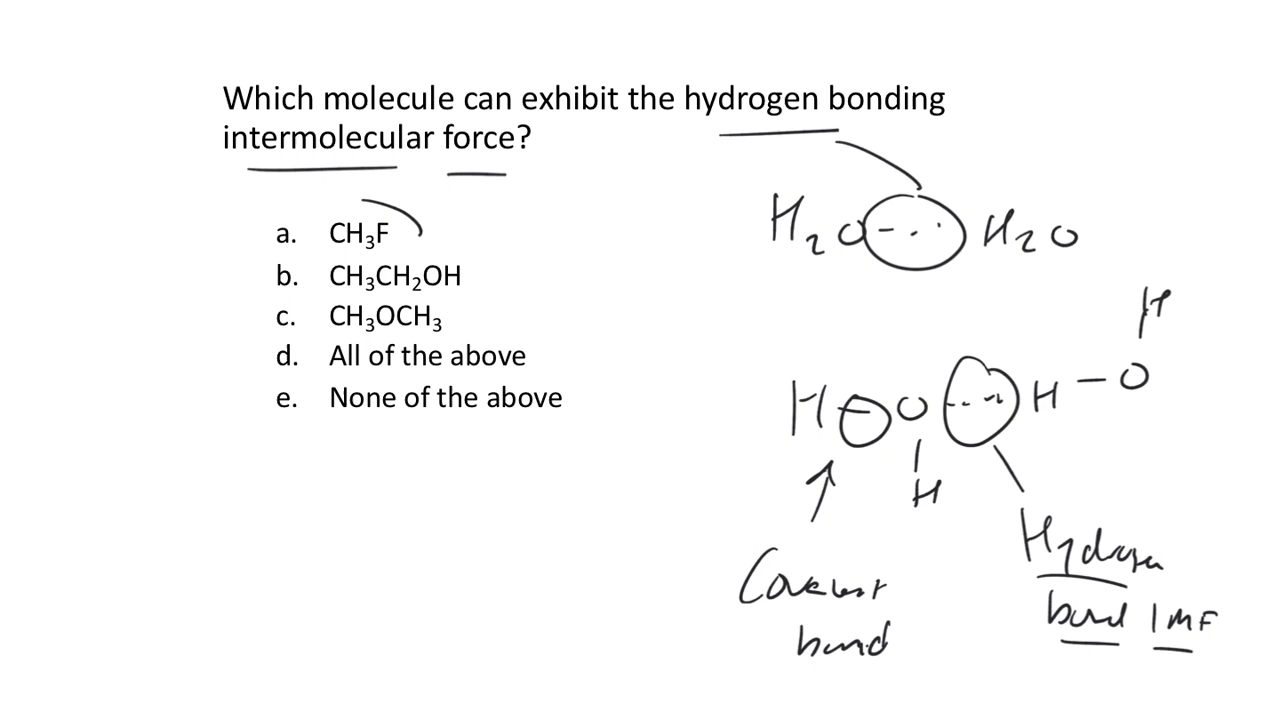 Which molecule can exhibit the hydrogen bonding
intermolecular force?
a. CH₃F
b. CH₃CH₂OH
c. CH₃OCH₃
d. All of the above
e. None of the above
H₂O--·· H₂O
H
H–O ---- H–O
H
Hydrogen
bond IMF
Covalent
bond